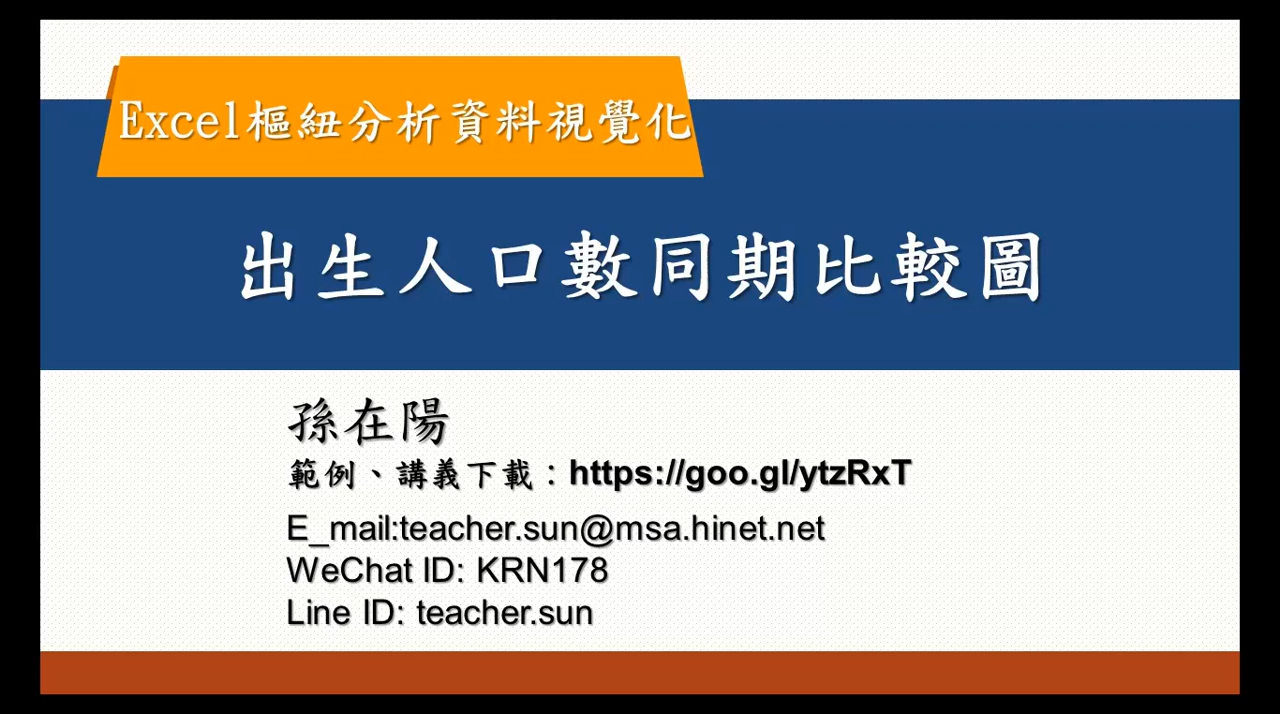 Excel樞紐分析資料視覺化
出生人口數同期比較圖
孫在陽
範例、講義下載：https://goo.gl/ytzRxT
E_mail:teacher.sun@msa.hinet.net
WeChat ID: KRN178
Line ID: teacher.sun